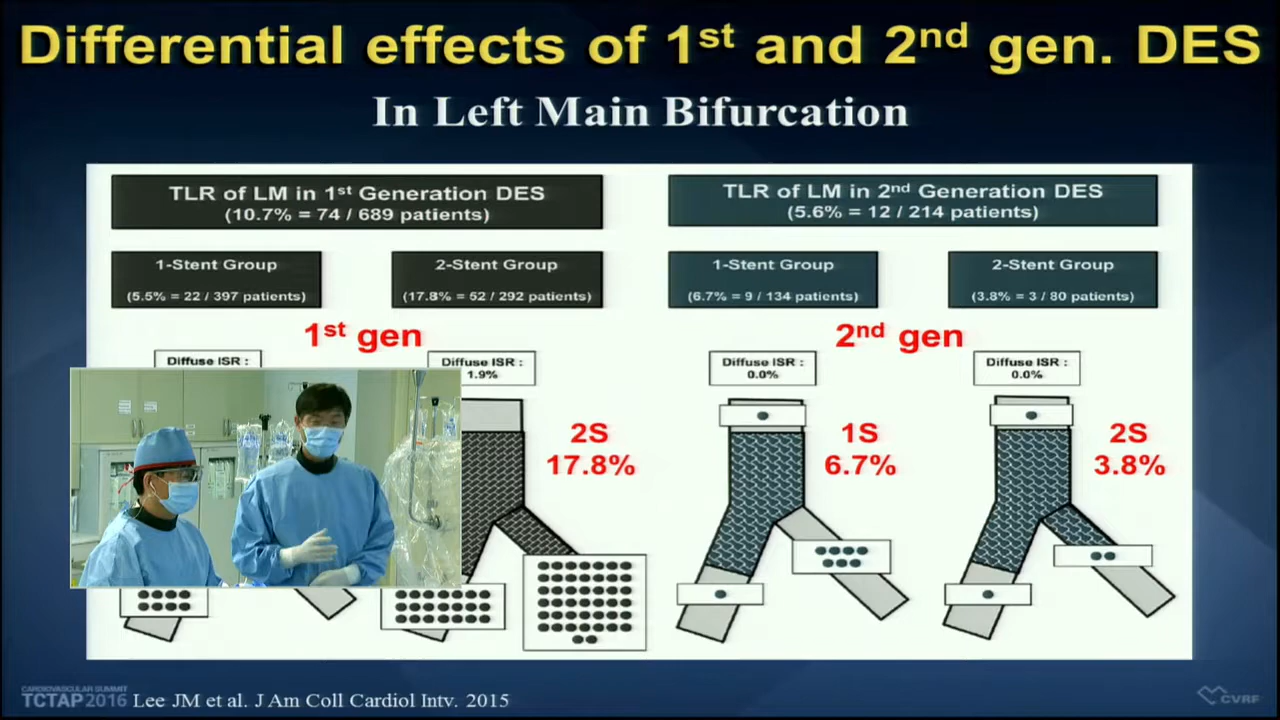 Differential effects of 1st and 2nd gen. DES
In Left Main Bifurcation
TLR of LM in 1st Generation DES
(10.7% = 74 / 689 patients)
TLR of LM in 2nd Generation DES
(5.6% = 12 / 214 patients)
1-Stent Group
(5.5% = 22 / 397 patients)
2-Stent Group
(17.8% = 52 / 292 patients)
1-Stent Group
(6.7% = 9 / 134 patients)
2-Stent Group
(3.8% = 3 / 80 patients)
1st gen
2nd gen
Diffuse ISR :
Diffuse ISR :
1.9%
Diffuse ISR :
0.0%
Diffuse ISR :
0.0%
2S
17.8%
1S
6.7%
2S
3.8%
CARDIOVASCULAR SUMMIT
TCTAP2016
Lee JM et al. J Am Coll Cardiol Intv. 2015
CVRF